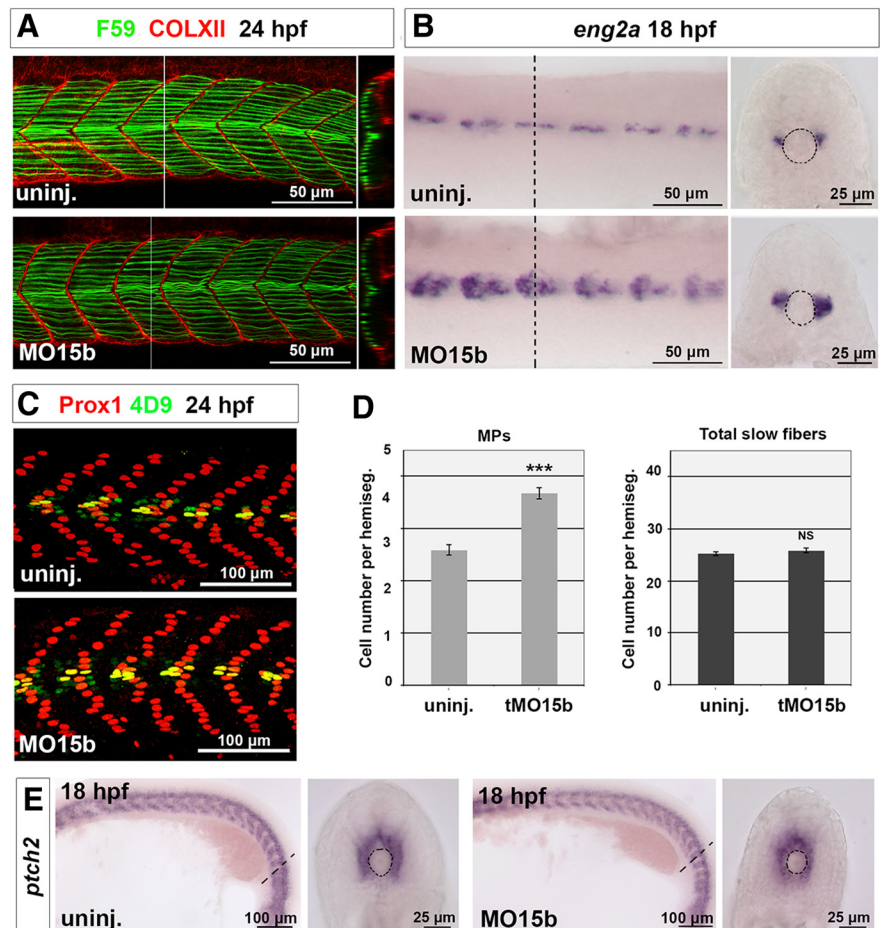 A F59 COLXII 24 hpf
uninj. 50 µm
MO15b 50 µm
B eng2a 18 hpf
uninj. 50 µm 25 µm
MO15b 50 µm 25 µm
C Prox1 4D9 24 hpf
uninj. 100 µm
MO15b 100 µm
D
MPs
Cell number per hemiseg.
5
4
3
2
1
0
***
uninj. tMO15b
Total slow fibers
Cell number per hemiseg.
40
30
20
10
0
NS
uninj. tMO15b
E ptch2
18 hpf
uninj. 100 µm 25 µm
18 hpf
MO15b 100 µm 25 µm